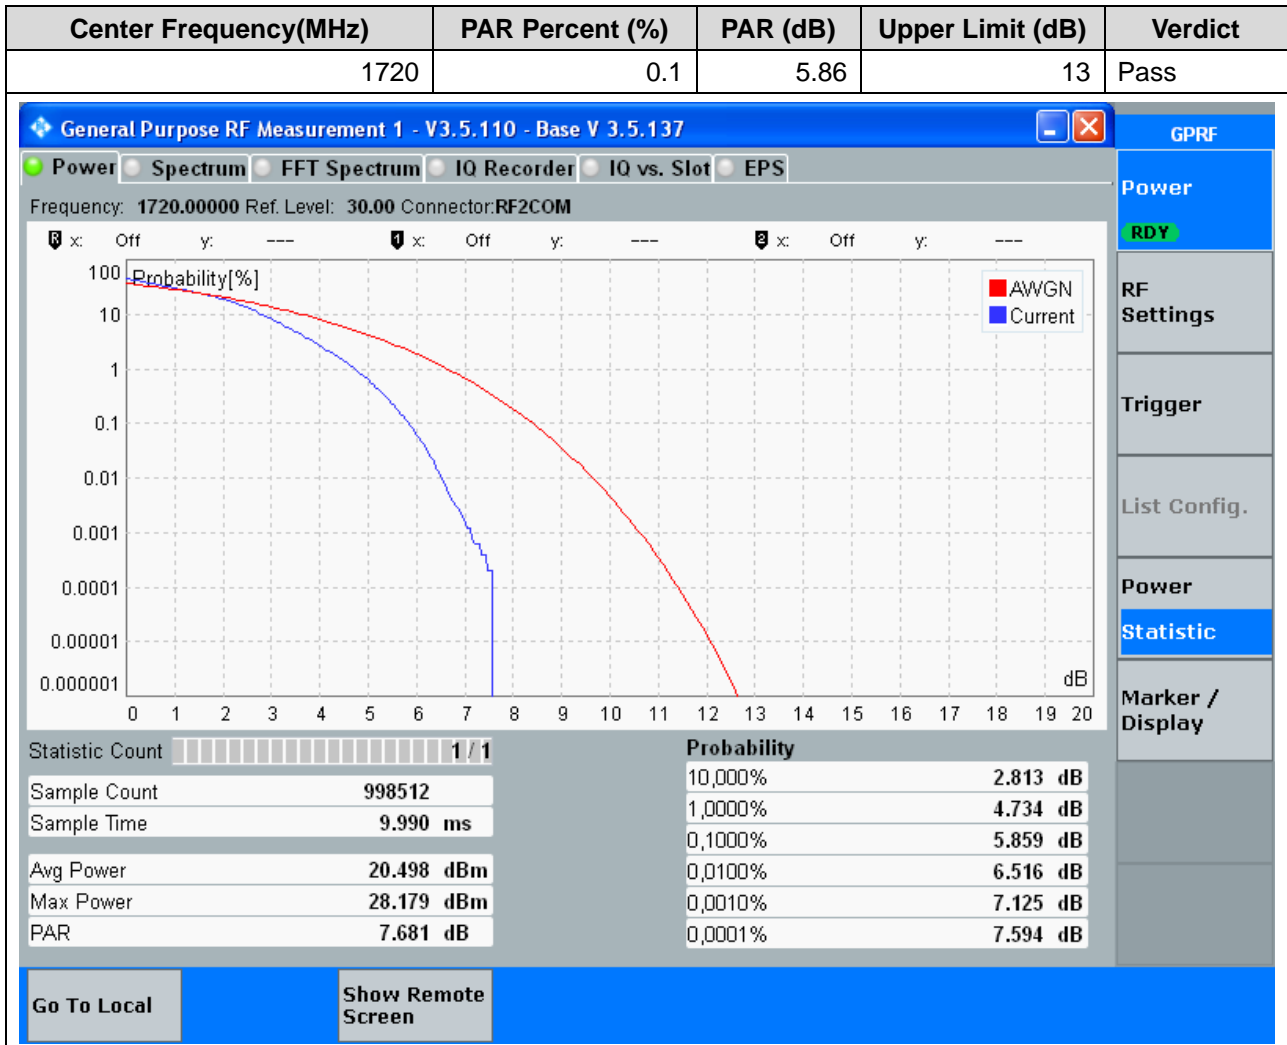 Center Frequency(MHz) PAR Percent (%) PAR (dB) Upper Limit (dB) Verdict
1720 0.1 5.86 13 Pass
General Purpose RF Measurement 1 - V3.5.110 - Base V 3.5.137
GPRF
Power Spectrum FFT Spectrum IQ Recorder IQ vs. Slot EPS
Frequency: 1720.00000 Ref. Level: 30.00 Connector:RF2COM
R x: Off y: --- 1 x: Off y: --- 2 x: Off y: ---
Probability[%]
AWGN
Current
100
10
1
0.1
0.01
0.001
0.0001
0.00001
0.000001
dB
0 1 2 3 4 5 6 7 8 9 10 11 12 13 14 15 16 17 18 19 20
Statistic Count 1 / 1
Sample Count 998512
Sample Time 9.990 ms
Avg Power 20.498 dBm
Max Power 28.179 dBm
PAR 7.681 dB
Probability
10,000% 2.813 dB
1,0000% 4.734 dB
0,1000% 5.859 dB
0,0100% 6.516 dB
0,0010% 7.125 dB
0,0001% 7.594 dB
Power
RDY
RF
Settings
Trigger
List Config.
Power
Statistic
Marker /
Display
Go To Local
Show Remote
Screen